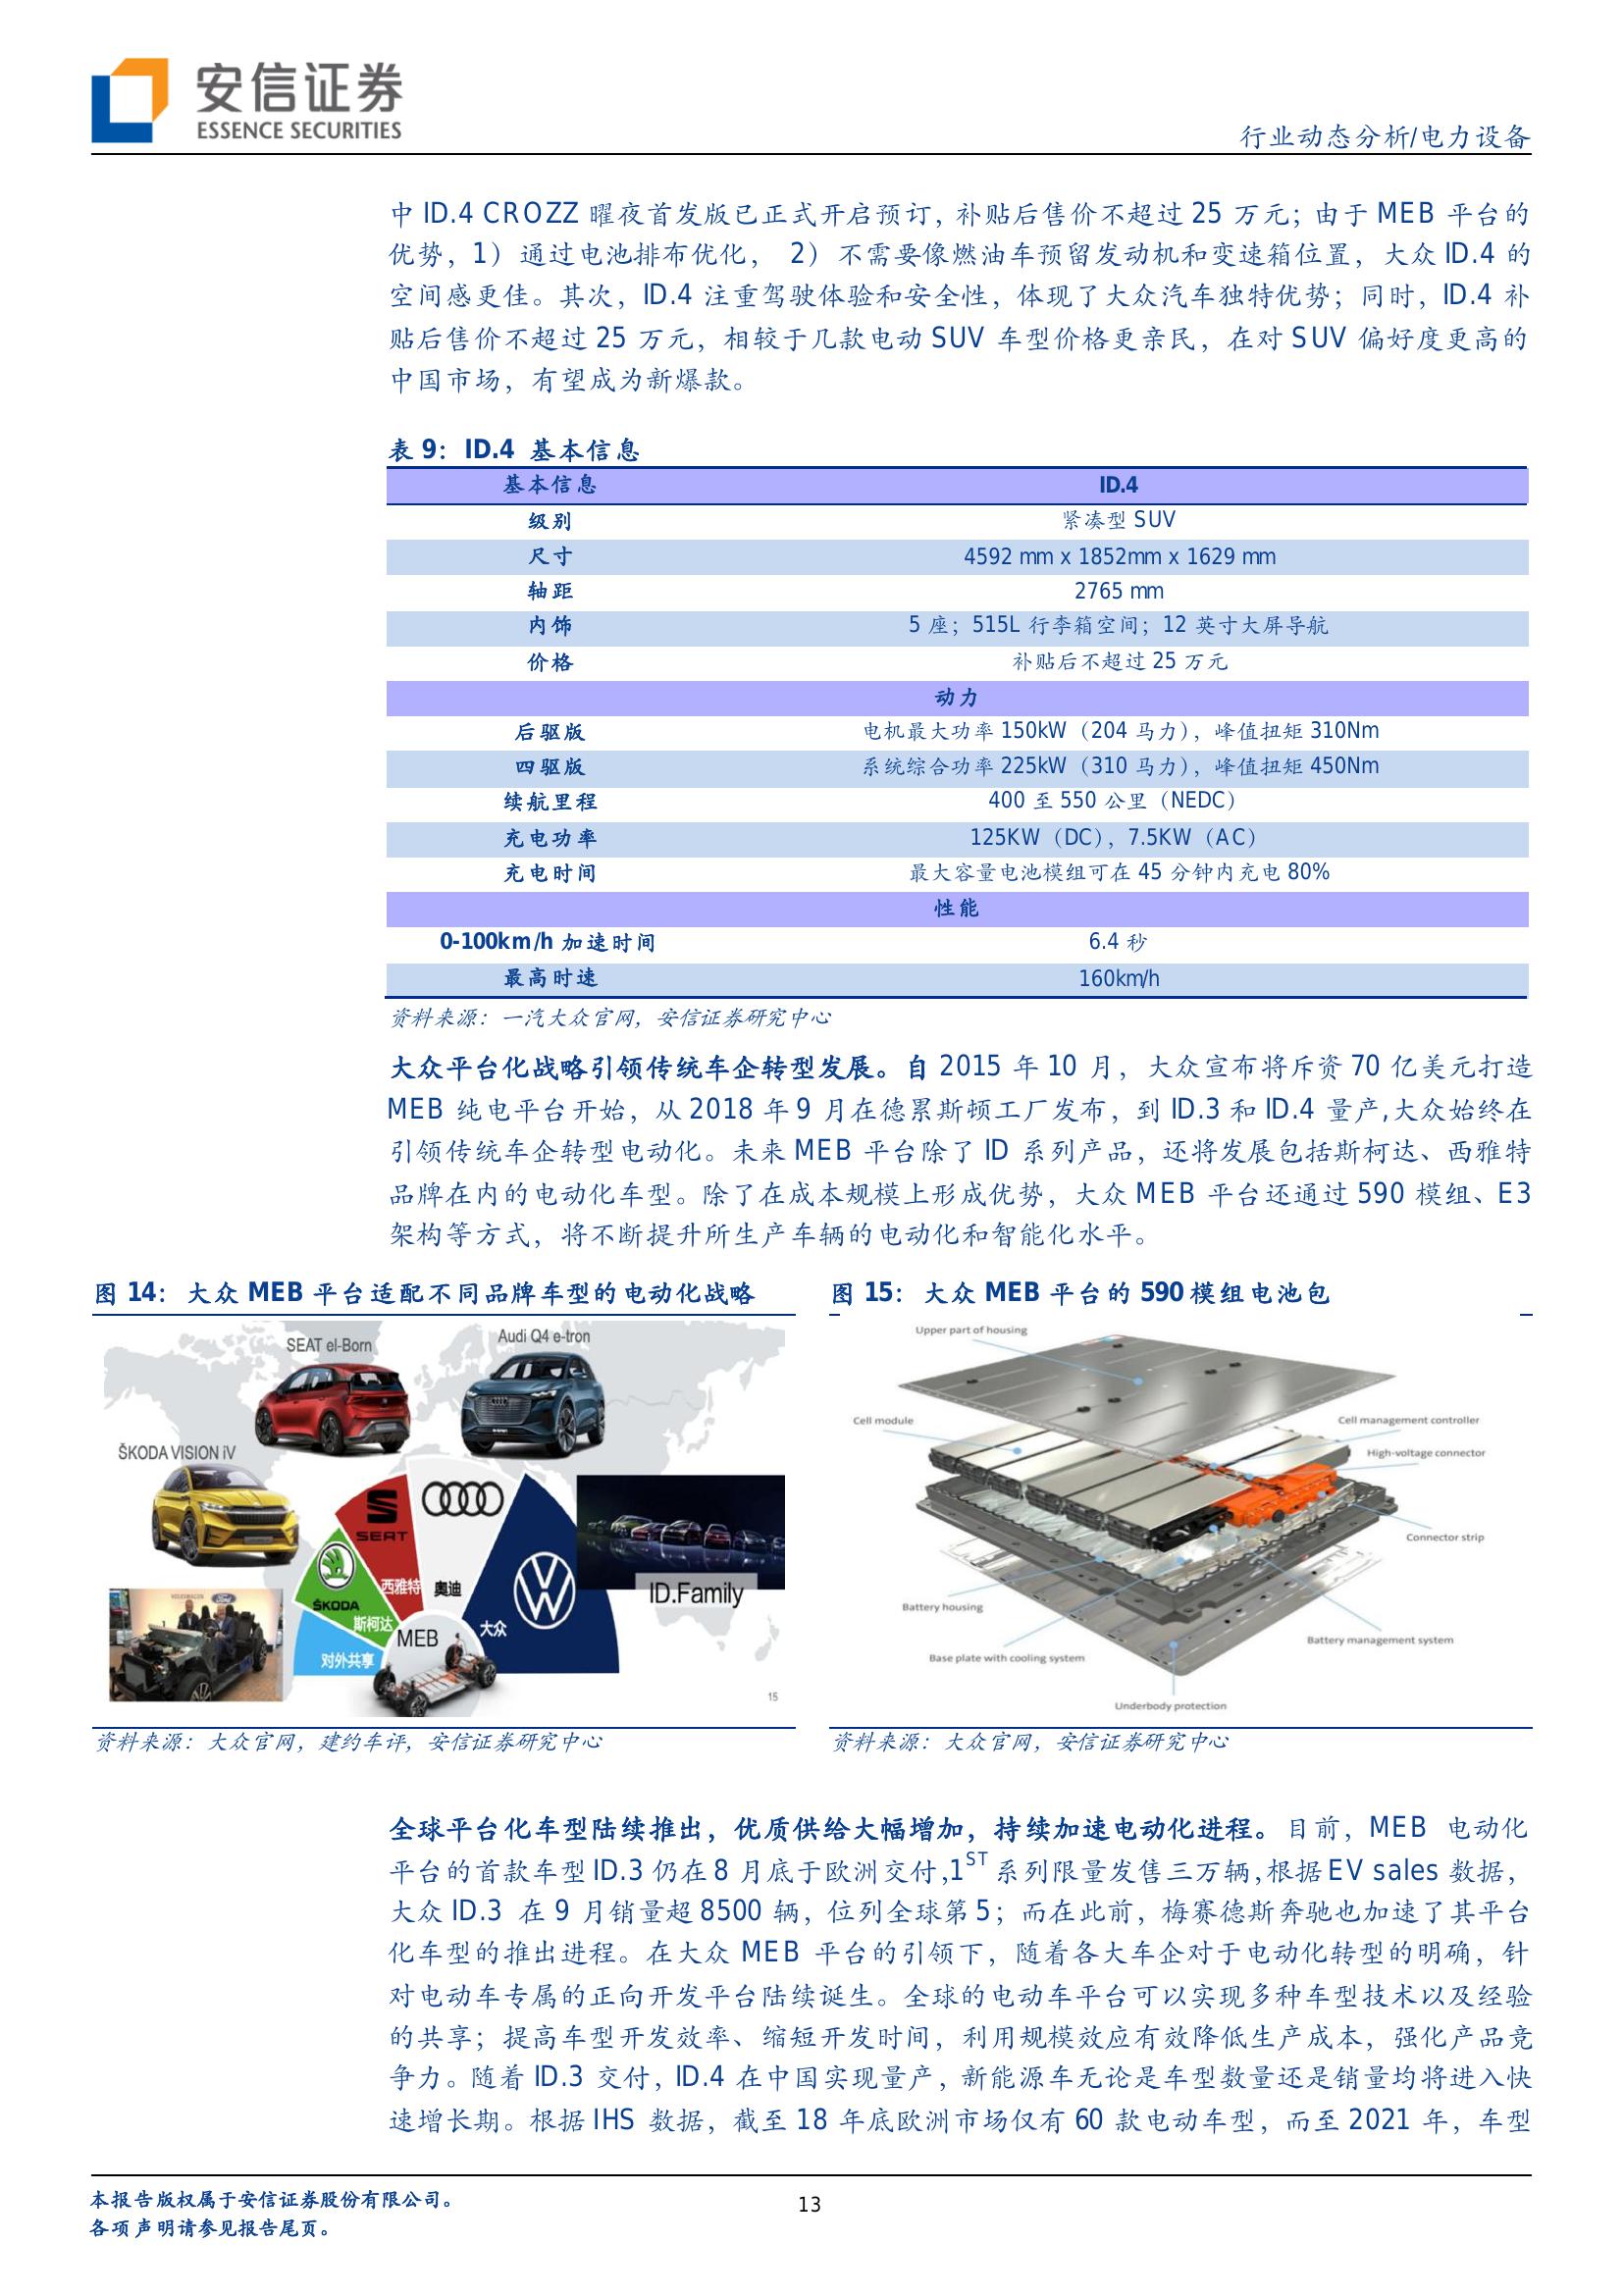 安信证券
ESSENCE SECURITIES
行业动态分析/电力设备
中 ID.4 CROZZ 曜夜首发版已正式开启预订，补贴后售价不超过 25 万元；由于 MEB 平台的
优势，1）通过电池排布优化， 2）不需要像燃油车预留发动机和变速箱位置，大众 ID.4 的
空间感更佳。其次，ID.4 注重驾驶体验和安全性，体现了大众汽车独特优势；同时，ID.4 补
贴后售价不超过 25 万元，相较于几款电动 SUV 车型价格更亲民，在对 SUV 偏好度更高的
中国市场，有望成为新爆款。
表 9：ID.4 基本信息
基本信息 ID.4
级别 紧凑型 SUV
尺寸 4592 mm x 1852mm x 1629 mm
轴距 2765 mm
内饰 5 座；515L 行李箱空间；12 英寸大屏导航
价格 补贴后不超过 25 万元
动力
后驱版 电机最大功率 150kW（204 马力），峰值扭矩 310Nm
四驱版 系统综合功率 225kW（310 马力），峰值扭矩 450Nm
续航里程 400 至 550 公里（NEDC）
充电功率 125KW（DC），7.5KW（AC）
充电时间 最大容量电池模组可在 45 分钟内充电 80%
性能
0-100km/h 加速时间 6.4 秒
最高时速 160km/h
资料来源：一汽大众官网，安信证券研究中心
大众平台化战略引领传统车企转型发展。自 2015 年 10 月，大众宣布将斥资 70 亿美元打造
MEB 纯电平台开始，从 2018 年 9 月在德累斯顿工厂发布，到 ID.3 和 ID.4 量产,大众始终在
引领传统车企转型电动化。未来 MEB 平台除了 ID 系列产品，还将发展包括斯柯达、西雅特
品牌在内的电动化车型。除了在成本规模上形成优势，大众 MEB 平台还通过 590 模组、E3
架构等方式，将不断提升所生产车辆的电动化和智能化水平。
图 14：大众 MEB 平台适配不同品牌车型的电动化战略
SEAT el-Born
Audi Q4 e-tron
ŠKODA VISION iV
SEAT
西雅特
奥迪
ŠKODA
斯柯达
大众
MEB
对外共享
ID.Family
15
资料来源：大众官网，建约车评，安信证券研究中心
图 15：大众 MEB 平台的 590 模组电池包
Upper part of housing
Cell module
Cell management controller
High-voltage connector
Connector strip
Battery housing
Battery management system
Base plate with cooling system
Underbody protection
资料来源：大众官网，安信证券研究中心
全球平台化车型陆续推出，优质供给大幅增加，持续加速电动化进程。目前，MEB 电动化
平台的首款车型 ID.3 仍在 8 月底于欧洲交付,1ST 系列限量发售三万辆,根据 EV sales 数据，
大众 ID.3 在 9 月销量超 8500 辆，位列全球第 5；而在此前，梅赛德斯奔驰也加速了其平台
化车型的推出进程。在大众 MEB 平台的引领下，随着各大车企对于电动化转型的明确，针
对电动车专属的正向开发平台陆续诞生。全球的电动车平台可以实现多种车型技术以及经验
的共享；提高车型开发效率、缩短开发时间，利用规模效应有效降低生产成本，强化产品竞
争力。随着 ID.3 交付，ID.4 在中国实现量产，新能源车无论是车型数量还是销量均将进入快
速增长期。根据 IHS 数据，截至 18 年底欧洲市场仅有 60 款电动车型，而至 2021 年，车型
本报告版权属于安信证券股份有限公司。
各项声明请参见报告尾页。
13